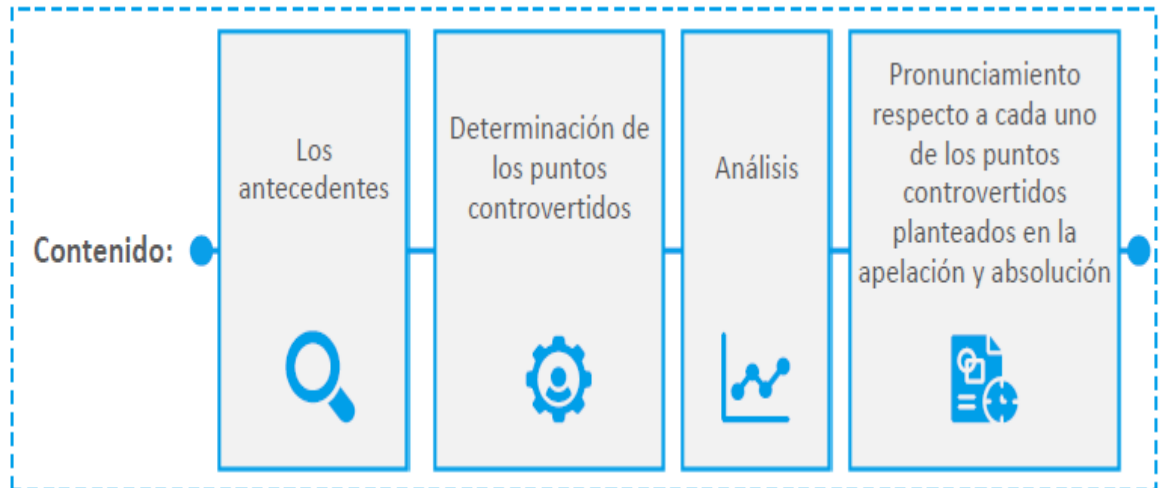 Contenido:
Los
antecedentes
Determinación de
los puntos
controvertidos
Análisis
Pronunciamiento
respecto a cada uno
de los puntos
controvertidos
planteados en la
apelación y absolución